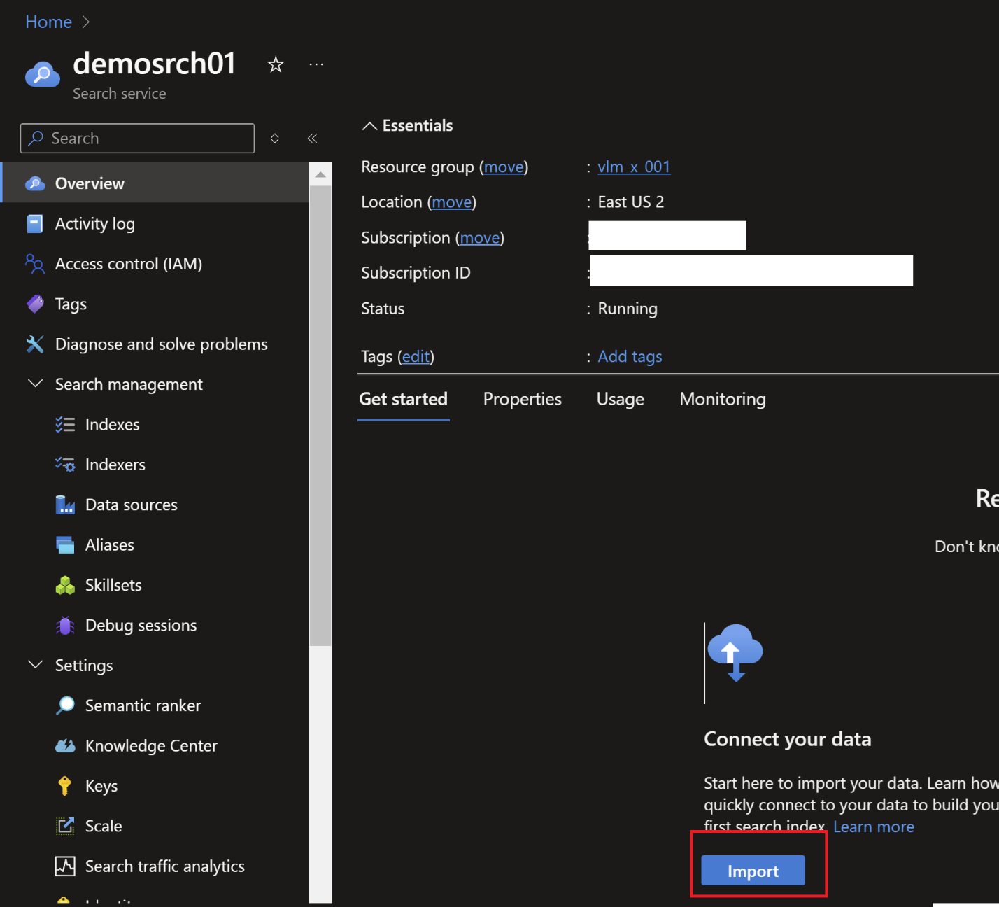 Home
demosrch01
Search service
Search
Overview
Activity log
Access control (IAM)
Tags
Diagnose and solve problems
Search management
Indexes
Indexers
Data sources
Aliases
Skillsets
Debug sessions
Settings
Semantic ranker
Knowledge Center
Keys
Scale
Search traffic analytics
Essentials
Resource group (move) : vlm_x_001
Location (move) : East US 2
Subscription (move) :
Subscription ID :
Status : Running
Tags (edit) : Add tags
Get started Properties Usage Monitoring
Re
Don't kno
Connect your data
Start here to import your data. Learn how
quickly connect to your data to build you
first search index. Learn more
Import